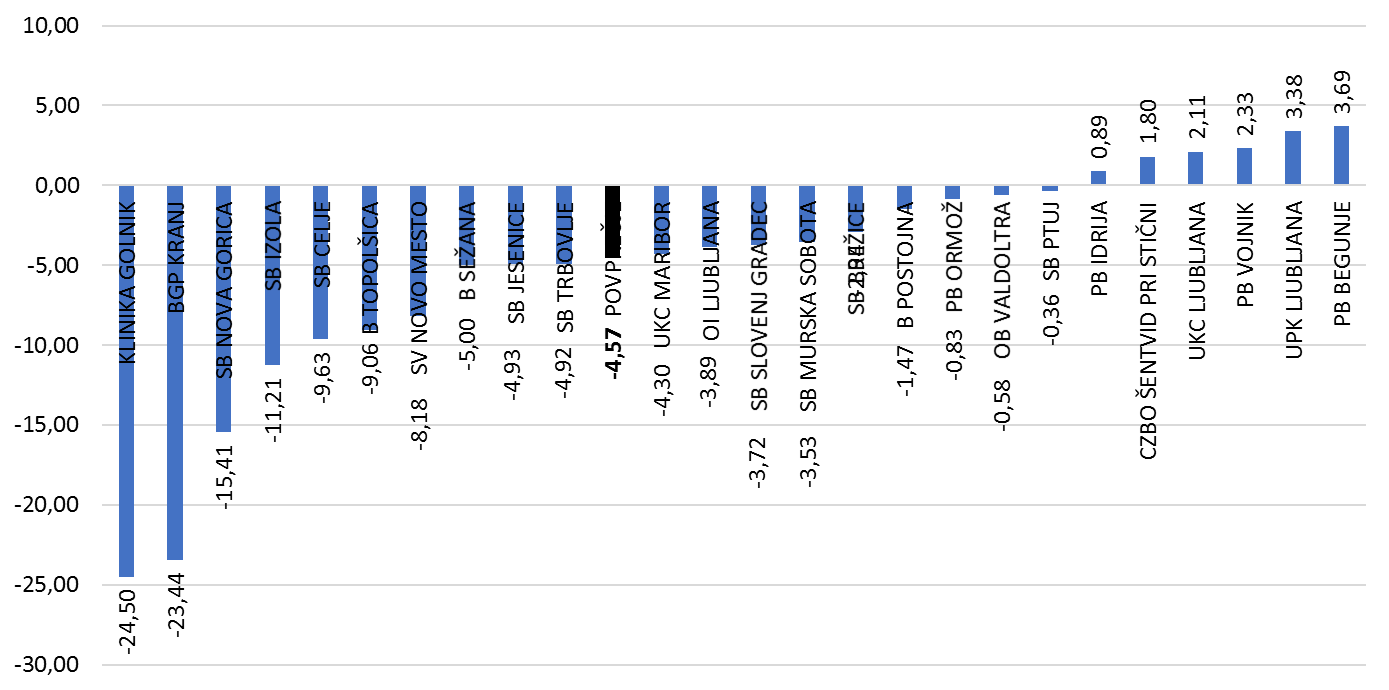 10,00
5,00
0,00
-5,00
-10,00
-15,00
-20,00
-25,00
-30,00
KLINIKA GOLNIK
-24,50
BGP KRANJ
-23,44
SB NOVA GORICA
-15,41
SB IZOLA
-11,21
SB CELJE
-9,63
B TOPOLŠICA
-9,06
SV NOVO MESTO
-8,18
B SEŽANA
-5,00
SB JESENICE
-4,93
SB TRBOVLJE
-4,92
-4,57
UKC MARIBOR
-4,30
OI LJUBLJANA
-3,89
SB SLOVENJ GRADEC
-3,72
SB MURSKA SOBOTA
-3,53
SB BREŽICE
B POSTOJNA
-1,47
PB ORMOŽ
-0,83
OB VALDOLTRA
-0,58
SB PTUJ
-0,36
PB IDRIJA
0,89
CZBO ŠENTVID PRI STIČNI
1,80
UKC LJUBLJANA
2,11
PB VOJNIK
2,33
UPK LJUBLJANA
3,38
PB BEGUNJE
3,69